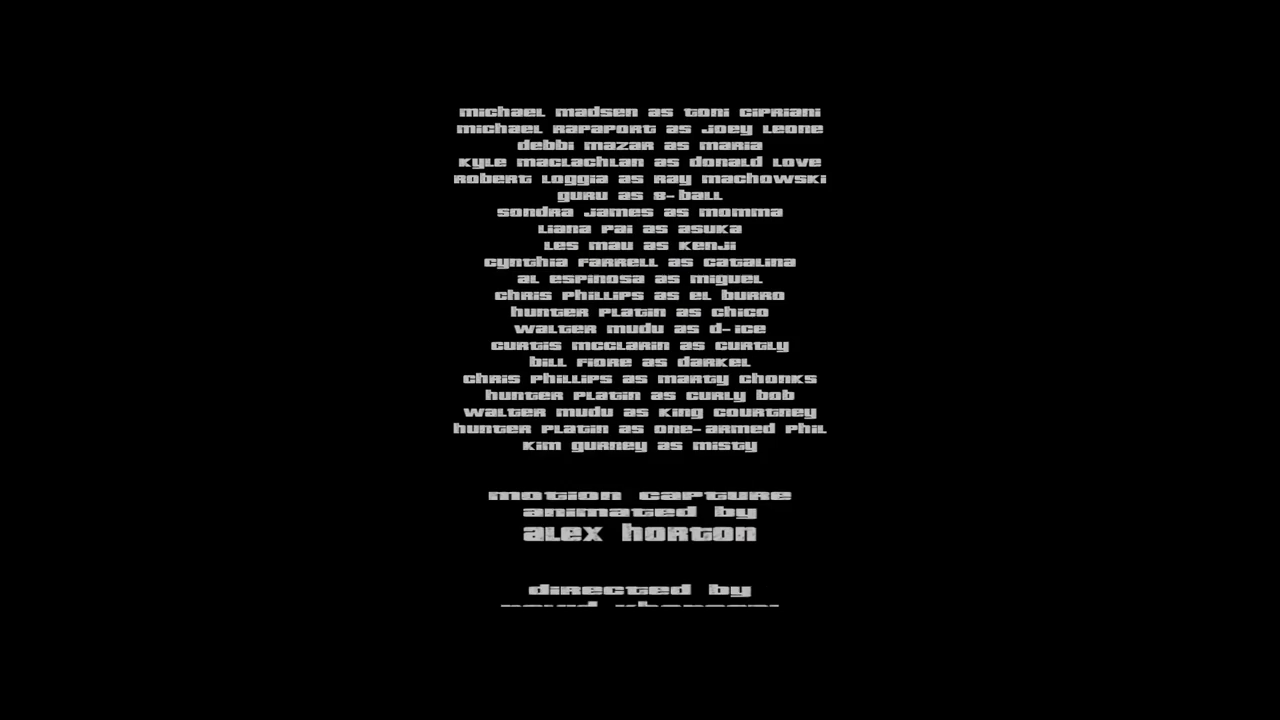 michael madsen as toni cipriani
michael rapaport as joey leone
debbi mazar as maria
kyle maclachlan as donald love
robert loggia as ray machowski
guru as 8-ball
sondra james as momma
liana pai as asuka
les mau as kenji
cynthia farrell as catalina
al espinosa as miguel
chris phillips as el burro
hunter platin as chico
walter mudu as d-ice
curtis mcclarin as curtly
bill fiore as darkel
chris phillips as marty chonks
hunter platin as curly bob
walter mudu as king courtney
hunter platin as one-armed phil
kim gurney as misty
motion capture
animated by
alex horton
directed by